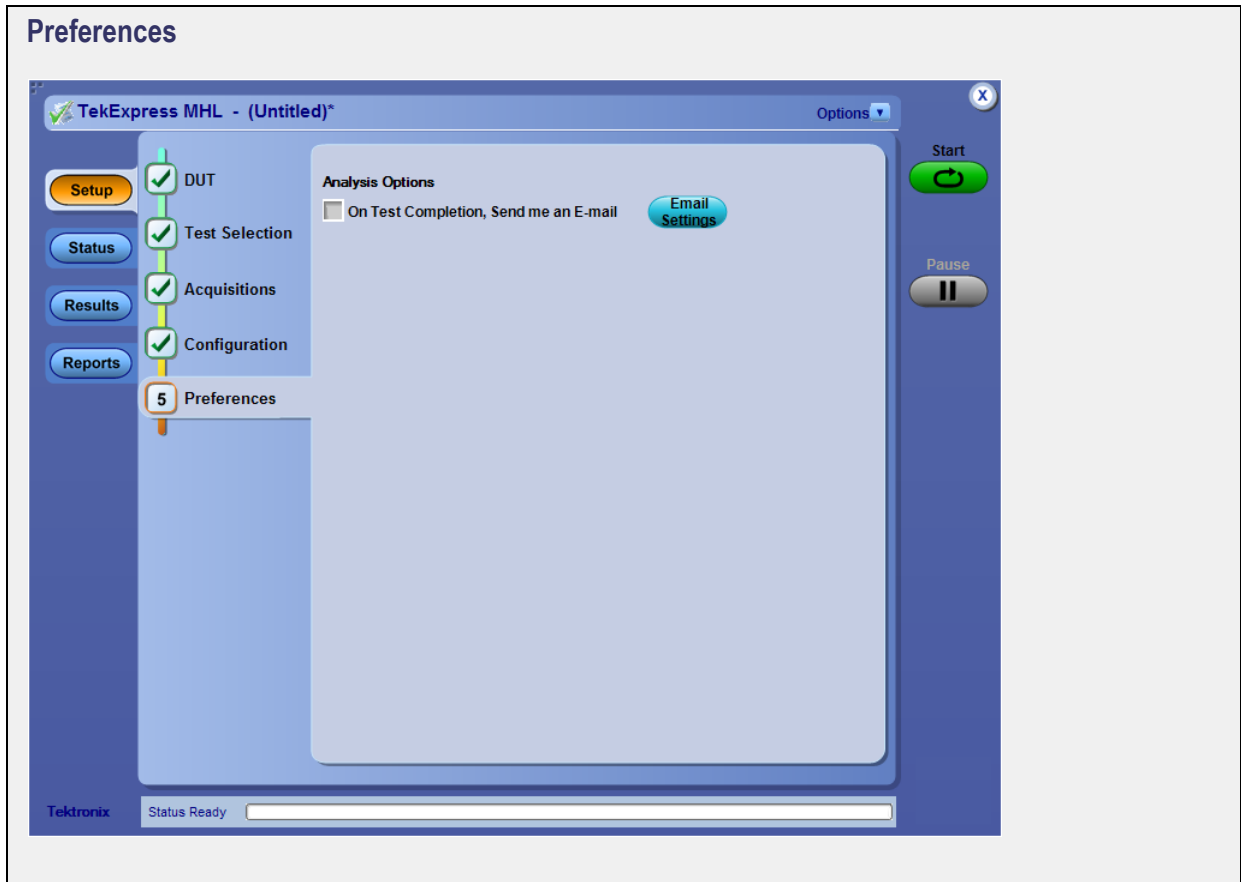 Preferences
TekExpress MHL - (Untitled)*
Options
X
Start
Setup
DUT
Analysis Options
On Test Completion, Send me an E-mail
Email
Settings
Status
Test Selection
Pause
Results
Acquisitions
Reports
Configuration
5 Preferences
Tektronix
Status Ready